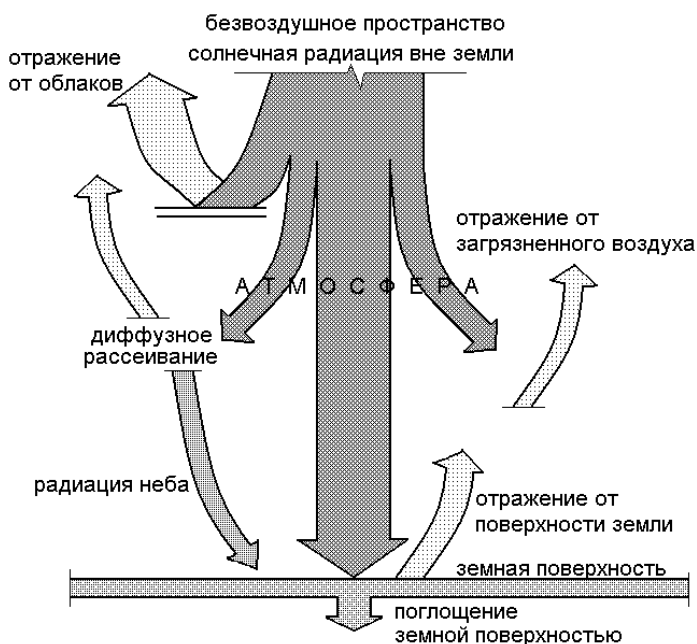 безвоздушное пространство
солнечная радиация вне земли
отражение
от облаков
отражение от
загрязненного воздуха
АТМОСФЕРА
диффузное
рассеивание
радиация неба
отражение от
поверхности земли
земная поверхность
поглощение
земной поверхностью